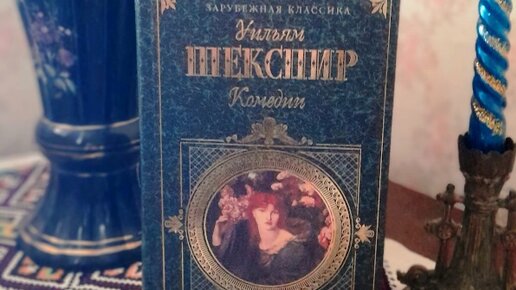 ЗАРУБЕЖНАЯ КЛАССИКА
Уильям
ШЕКСПИР
Комедии